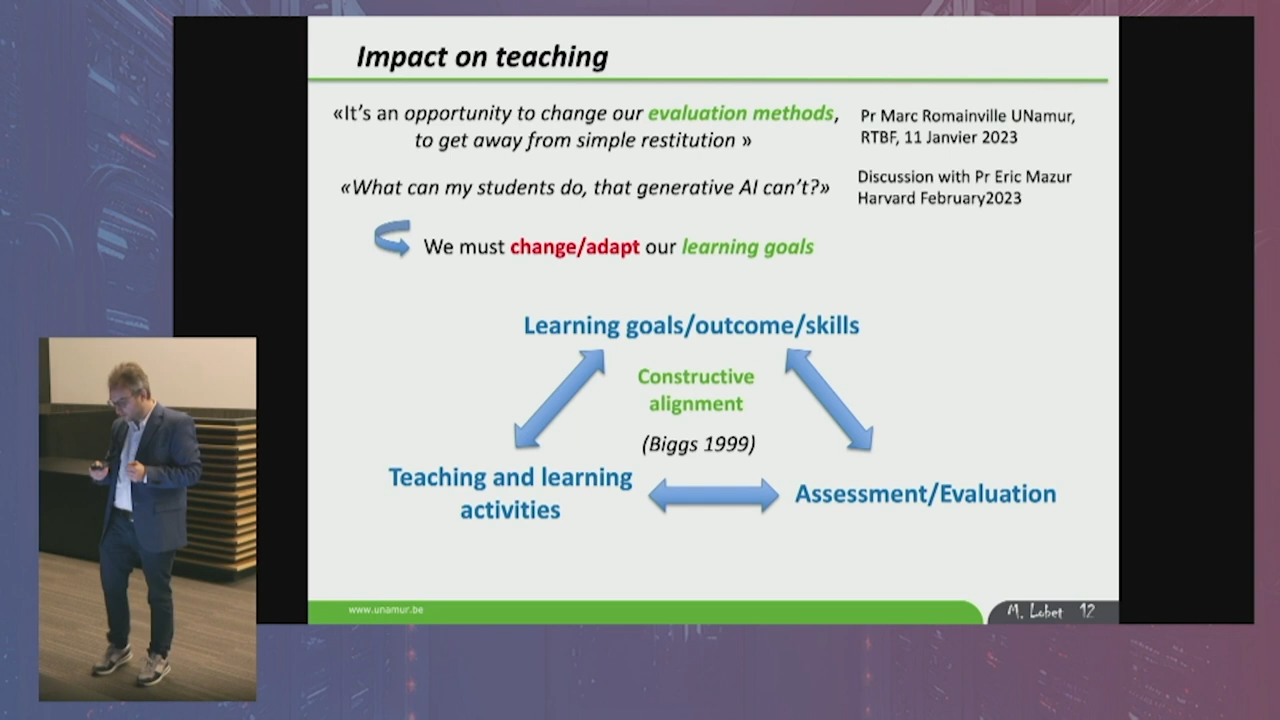 Impact on teaching
«It's an opportunity to change our evaluation methods,
to get away from simple restitution »
Pr Marc Romainville UNamur,
RTBF, 11 Janvier 2023
«What can my students do, that generative AI can't?»
Discussion with Pr Eric Mazur
Harvard February2023
We must change/adapt our learning goals
Learning goals/outcome/skills
Constructive
alignment
(Biggs 1999)
Teaching and learning
activities
Assessment/Evaluation
www.unamur.be
M. Lobet 12